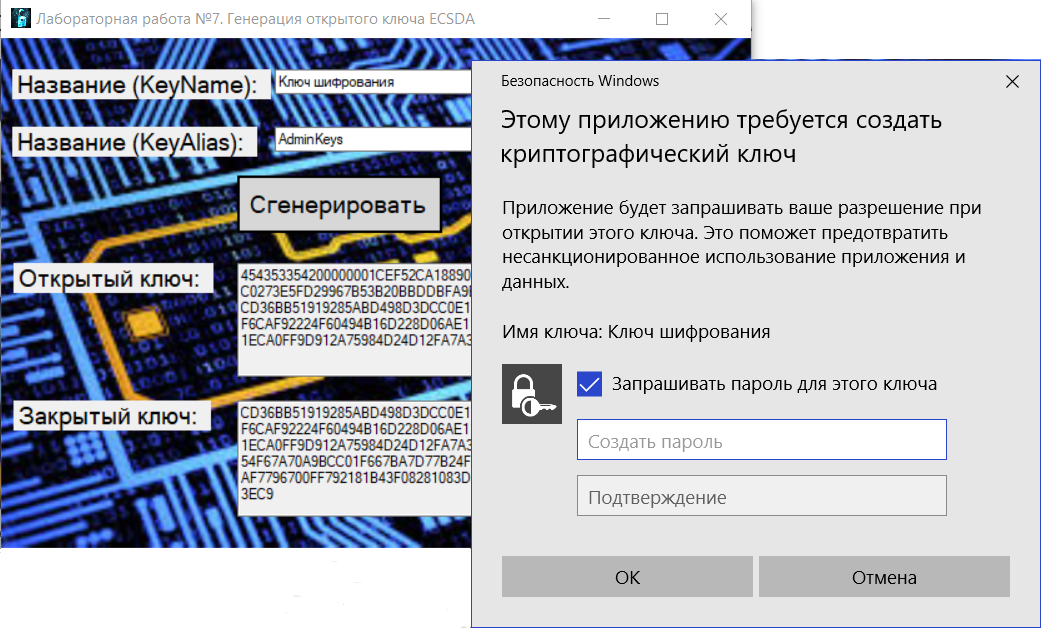 Лабораторная работа №7. Генерация открытого ключа ECSDA
Название (KeyName):
Ключ шифрования
Название (KeyAlias):
AdminKeys
Сгенерировать
Открытый ключ:
454353354200000001CEF52CA18890
C0273E5FD29967B53B20BBDDBFA9
CD36BB51919285ABD498D3DCC0E1
F6CAF92224F60494B16D228D06AE1
1ECA0FF9D912A75984D24D12FA7A3
Закрытый ключ:
CD36BB51919285ABD498D3DCC0E1
F6CAF92224F60494B16D228D06AE1
1ECA0FF9D912A75984D24D12FA7A3
54F67A70A9BCC01F667BA7D77B24F
AF7796700FF792181B43F08281083D
3EC9
Безопасность Windows
Этому приложению требуется создать
криптографический ключ
Приложение будет запрашивать ваше разрешение при
открытии этого ключа. Это поможет предотвратить
несанкционированное использование приложения и
данных.
Имя ключа: Ключ шифрования
Запрашивать пароль для этого ключа
Создать пароль
Подтверждение
ОК
Отмена